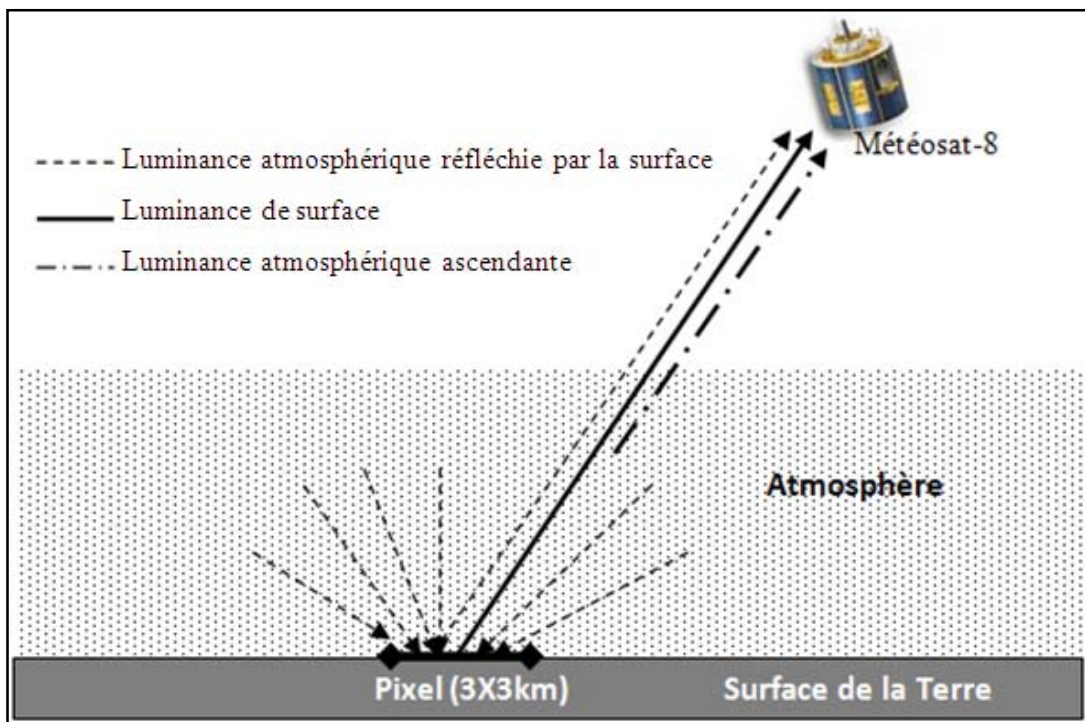 Météosat-8
Luminance atmosphérique réfléchie par la surface
Luminance de surface
Luminance atmosphérique ascendante
Atmosphère
Pixel (3X3km)
Surface de la Terre